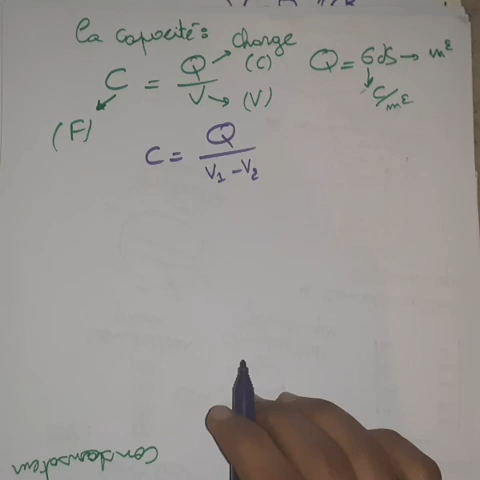 La capacité:
C = Q / V
charge
(C)
(V)
(F)
Q = σdS → m²
C/m²
C = Q / V₁ - V₂
condensateur